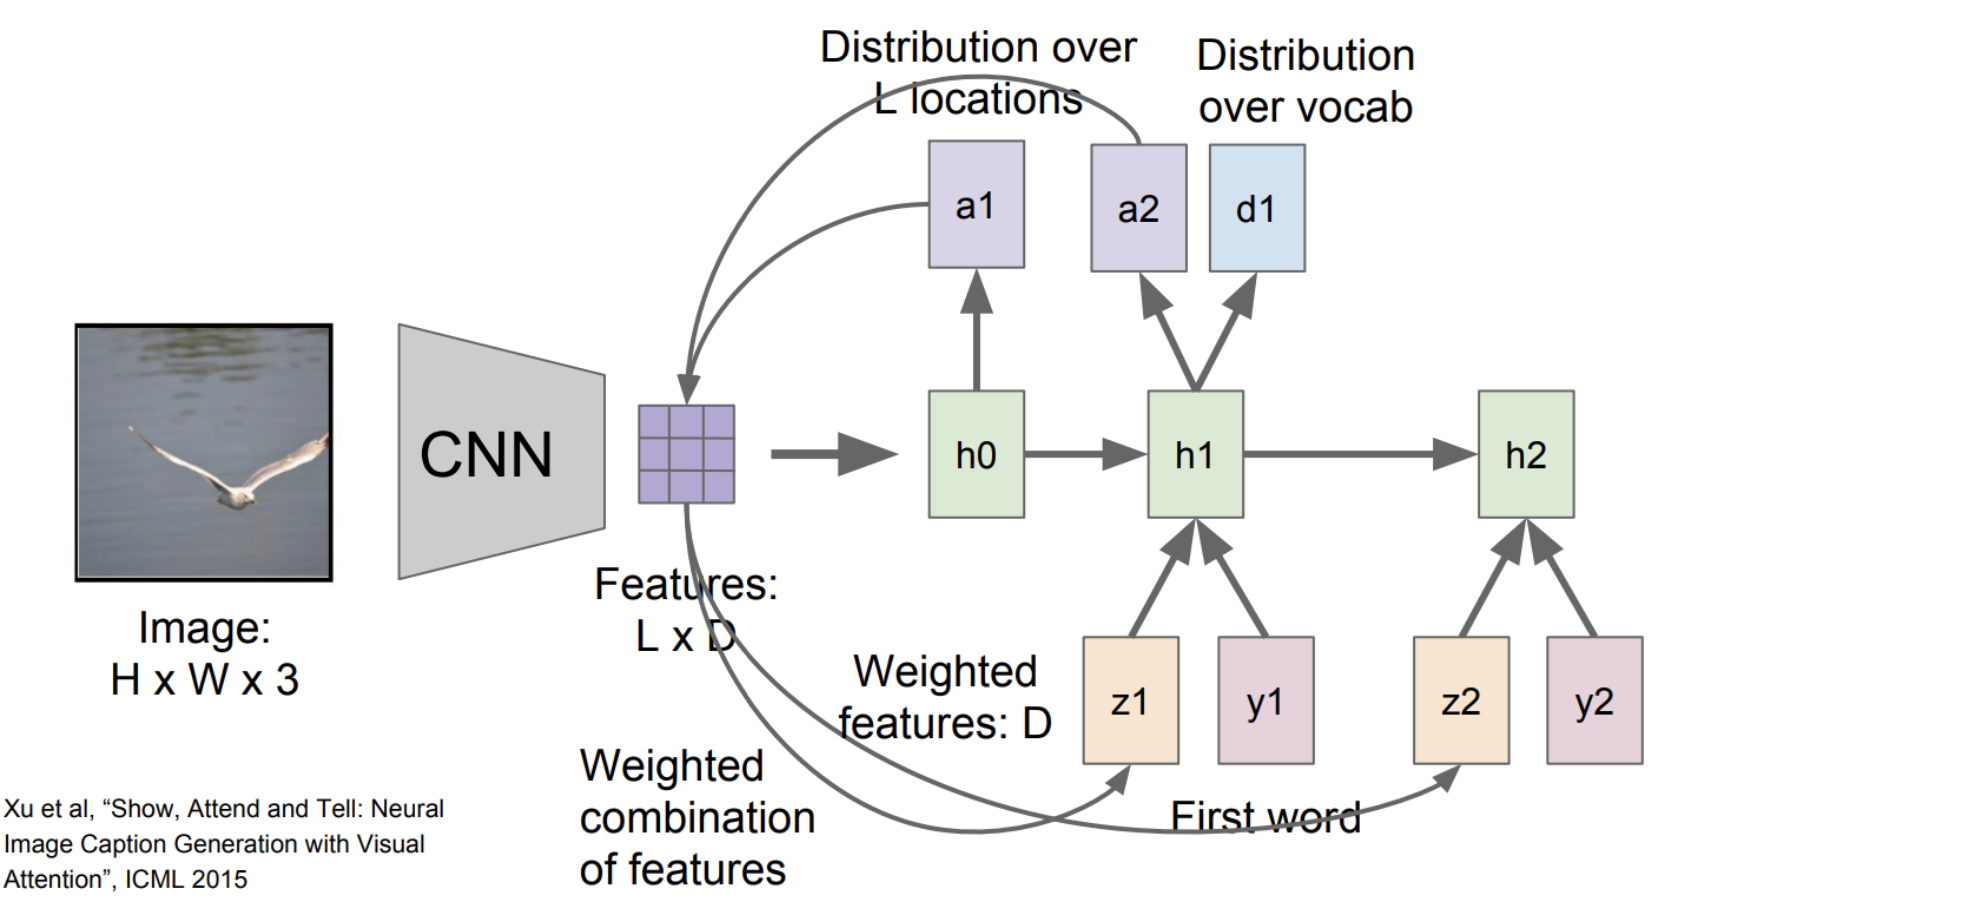 Distribution over
L locations
Distribution
over vocab
a1
a2
d1
CNN
h0
h1
h2
Image:
H x W x 3
Features:
L x D
Weighted
features: D
z1
y1
z2
y2
Weighted
combination
of features
First word
Xu et al, “Show, Attend and Tell: Neural
Image Caption Generation with Visual
Attention”, ICML 2015